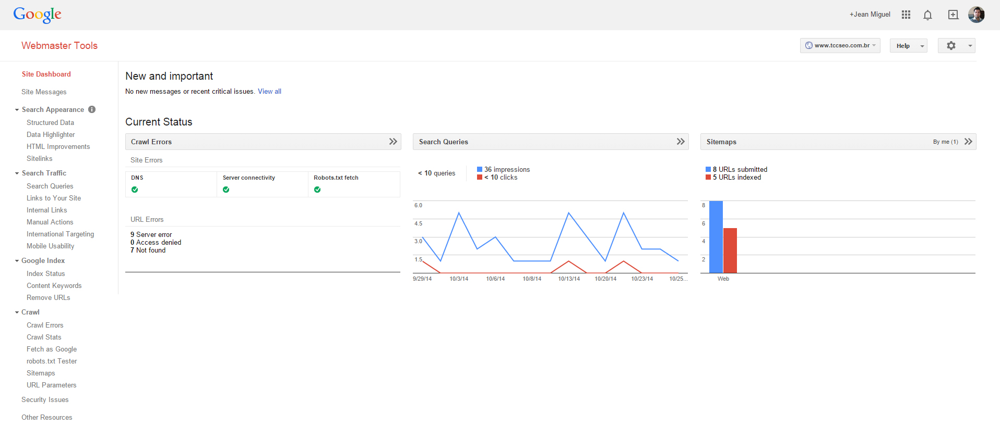 Google
+Jean Miguel
Webmaster Tools
www.tccseo.com.br
Help
Site Dashboard
Site Messages
Search Appearance
Structured Data
Data Highlighter
HTML Improvements
Sitelinks
Search Traffic
Search Queries
Links to Your Site
Internal Links
Manual Actions
International Targeting
Mobile Usability
Google Index
Index Status
Content Keywords
Remove URLs
Crawl
Crawl Errors
Crawl Stats
Fetch as Google
robots.txt Tester
Sitemaps
URL Parameters
Security Issues
Other Resources
New and important
No new messages or recent critical issues. View all
Current Status
Crawl Errors
Site Errors
DNS
Server connectivity
Robots.txt fetch
URL Errors
9 Server error
0 Access denied
7 Not found
Search Queries
< 10 queries
36 impressions
< 10 clicks
6.0
4.5
3.0
1.5
9/29/14 10/3/14 10/6/14 10/8/14 10/13/14 10/20/14 10/23/14 10/25...
Sitemaps
By me (1)
8 URLs submitted
5 URLs indexed
8
6
4
2
Web